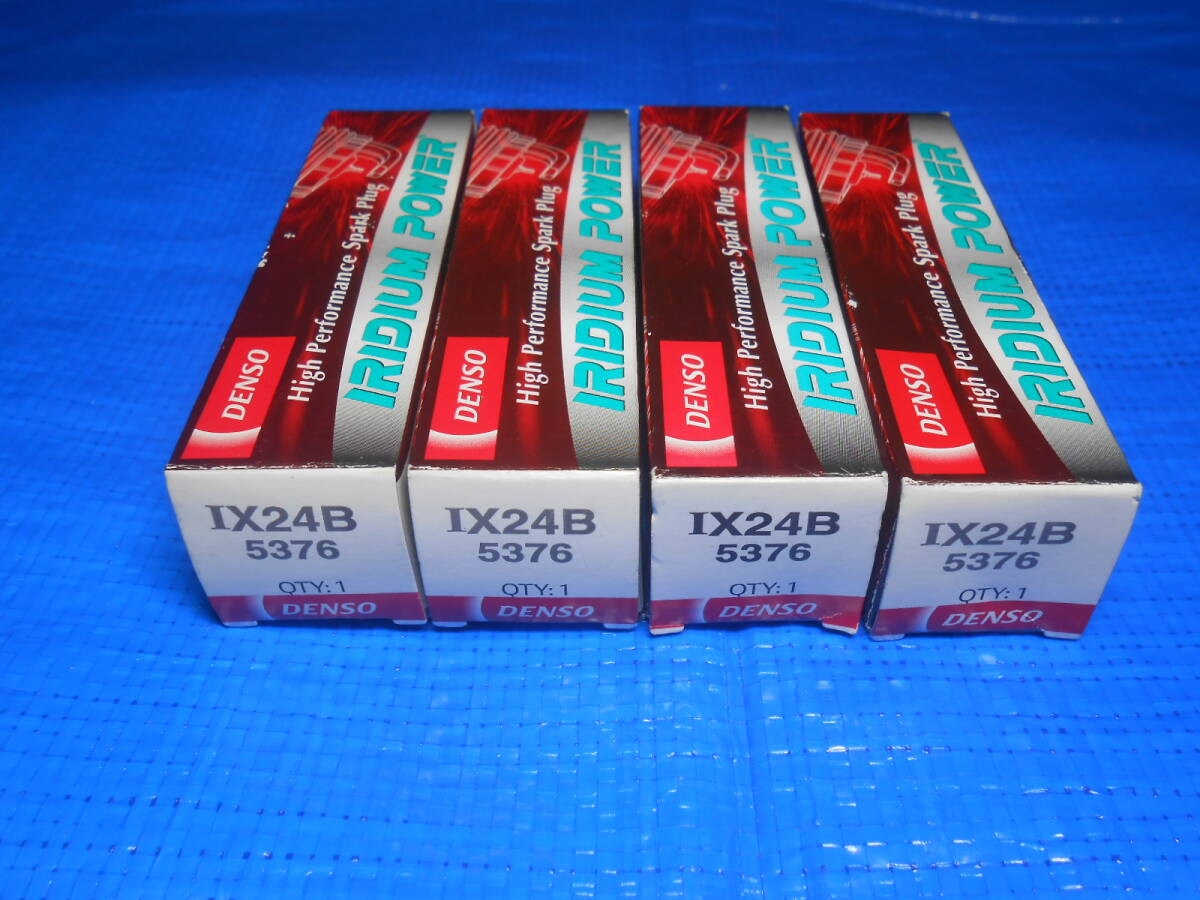 IRIDIUM POWER
High Performance Spark Plug
DENSO
IX24B
5376
QTY: 1
DENSO
IRIDIUM POWER
High Performance Spark Plug
DENSO
IX24B
5376
QTY: 1
DENSO
IRIDIUM POWER
High Performance Spark Plug
DENSO
IX24B
5376
QTY: 1
DENSO
IRIDIUM POWER
High Performance Spark Plug
DENSO
IX24B
5376
QTY: 1
DENSO